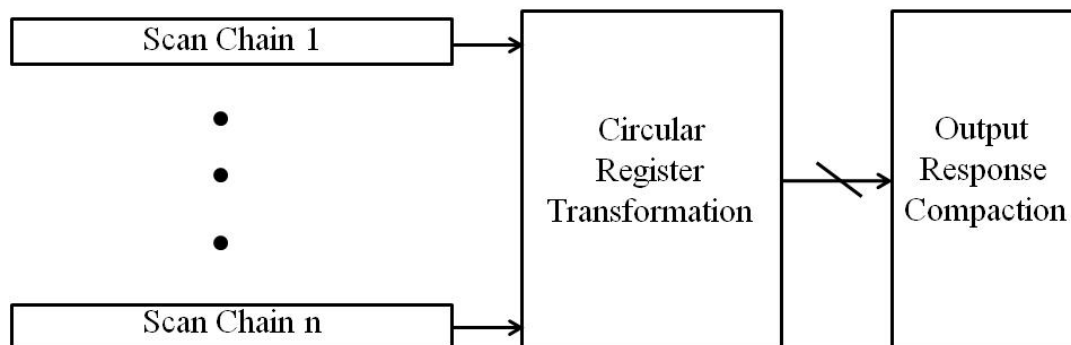 Scan Chain 1
Circular
Register
Transformation
Output
Response
Compaction
Scan Chain n